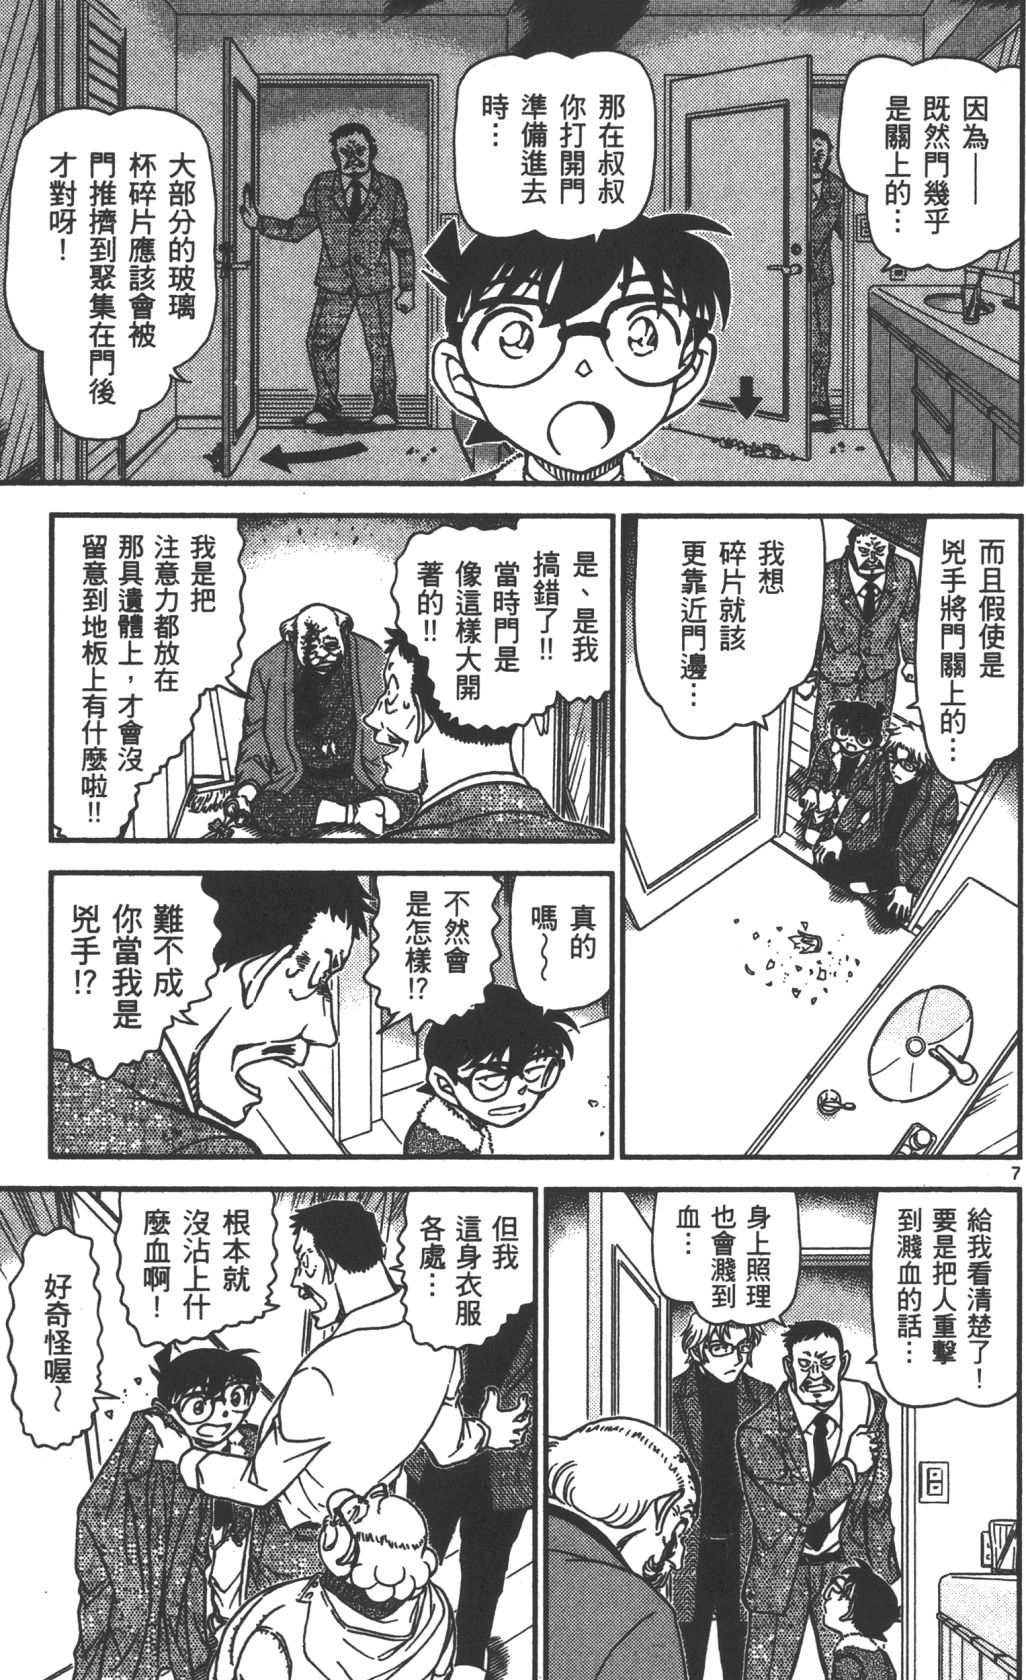 因為——
既然門幾乎
是關上的…
那在叔叔
你打開門
準備進去
時…
大部分的玻璃
杯碎片應該會被
門推擠到聚集在門後
才對呀！
而且假使是
兇手將門關上的…
我想
碎片就該
更靠近門邊…
是、是我
搞錯了!!
當時門是
像這樣大開
著的!!
我是把
注意力都放在
那具遺體上，才會沒
留意到地板上有什麼啦!!
真的
嗎~
不然會
是怎樣!?
難不成
你當我是
兇手!?
7
給我看清楚了！
要是把人重擊
到濺血的話…
身上照理
也會濺到
血…
但我
這身衣服
各處…
根本就
沒沾上什
麼血啊！
好奇怪喔~